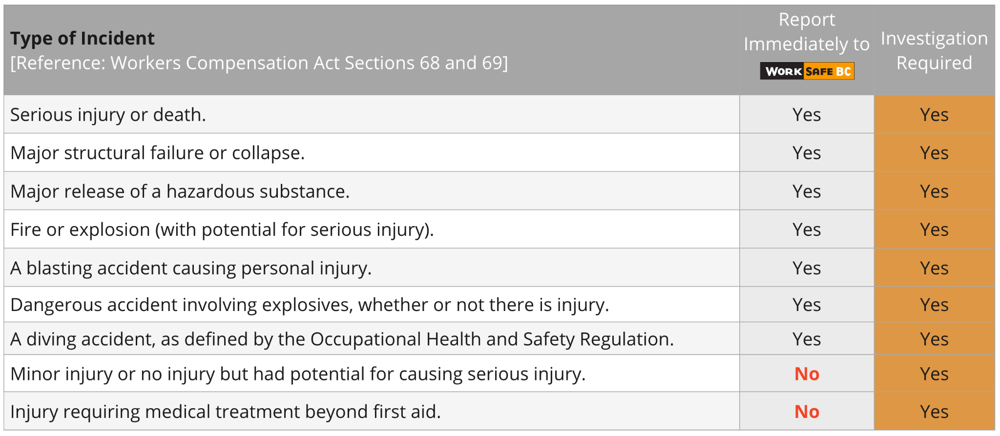 Type of Incident
[Reference: Workers Compensation Act Sections 68 and 69]
Report
Immediately to
WORK SAFE BC
Investigation
Required
Serious injury or death. Yes Yes
Major structural failure or collapse. Yes Yes
Major release of a hazardous substance. Yes Yes
Fire or explosion (with potential for serious injury). Yes Yes
A blasting accident causing personal injury. Yes Yes
Dangerous accident involving explosives, whether or not there is injury. Yes Yes
A diving accident, as defined by the Occupational Health and Safety Regulation. Yes Yes
Minor injury or no injury but had potential for causing serious injury. No Yes
Injury requiring medical treatment beyond first aid. No Yes